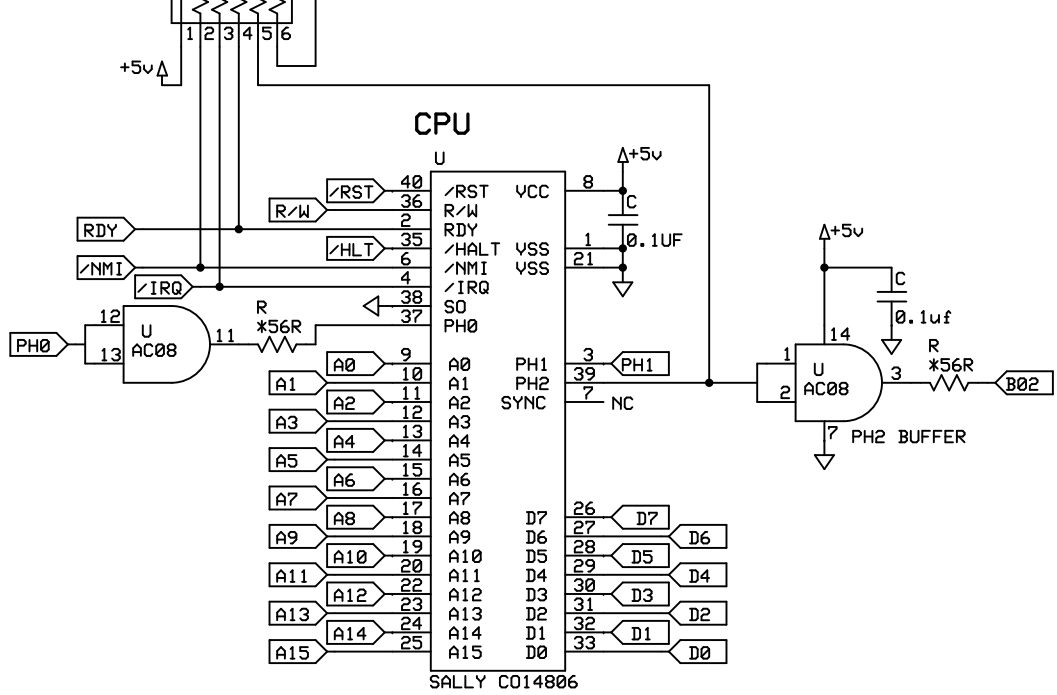 1 2 3 4 5 6
+5v
CPU
U
+5v
/RST 40 /RST VCC 8
C
R/W 36 R/W
0.1UF
RDY 2 RDY
+5v
/HLT 35 /HALT VSS 1
/NMI 6 /NMI VSS 21
/IRQ 4 /IRQ
C
0.1uf
38 SO
37 PH0
PH0 12 13 U AC08 11
R
*56R
14
R
*56R
A0 9 A0 PH1 3 PH1
A1 10 A1 PH2 39
1 2 U AC08 3
B02
A2 11 A2 SYNC 7 NC
A3 12 A3
7 PH2 BUFFER
A4 13 A4
A5 14 A5
A6 15 A6
A7 16 A7
A8 17 A8 D7 26 D7
A9 18 A9 D6 27 D6
A10 19 A10 D5 28 D5
A11 20 A11 D4 29 D4
A12 22 A12 D3 30 D3
A13 23 A13 D2 31 D2
A14 24 A14 D1 32 D1
A15 25 A15 D0 33 D0
SALLY CO14806